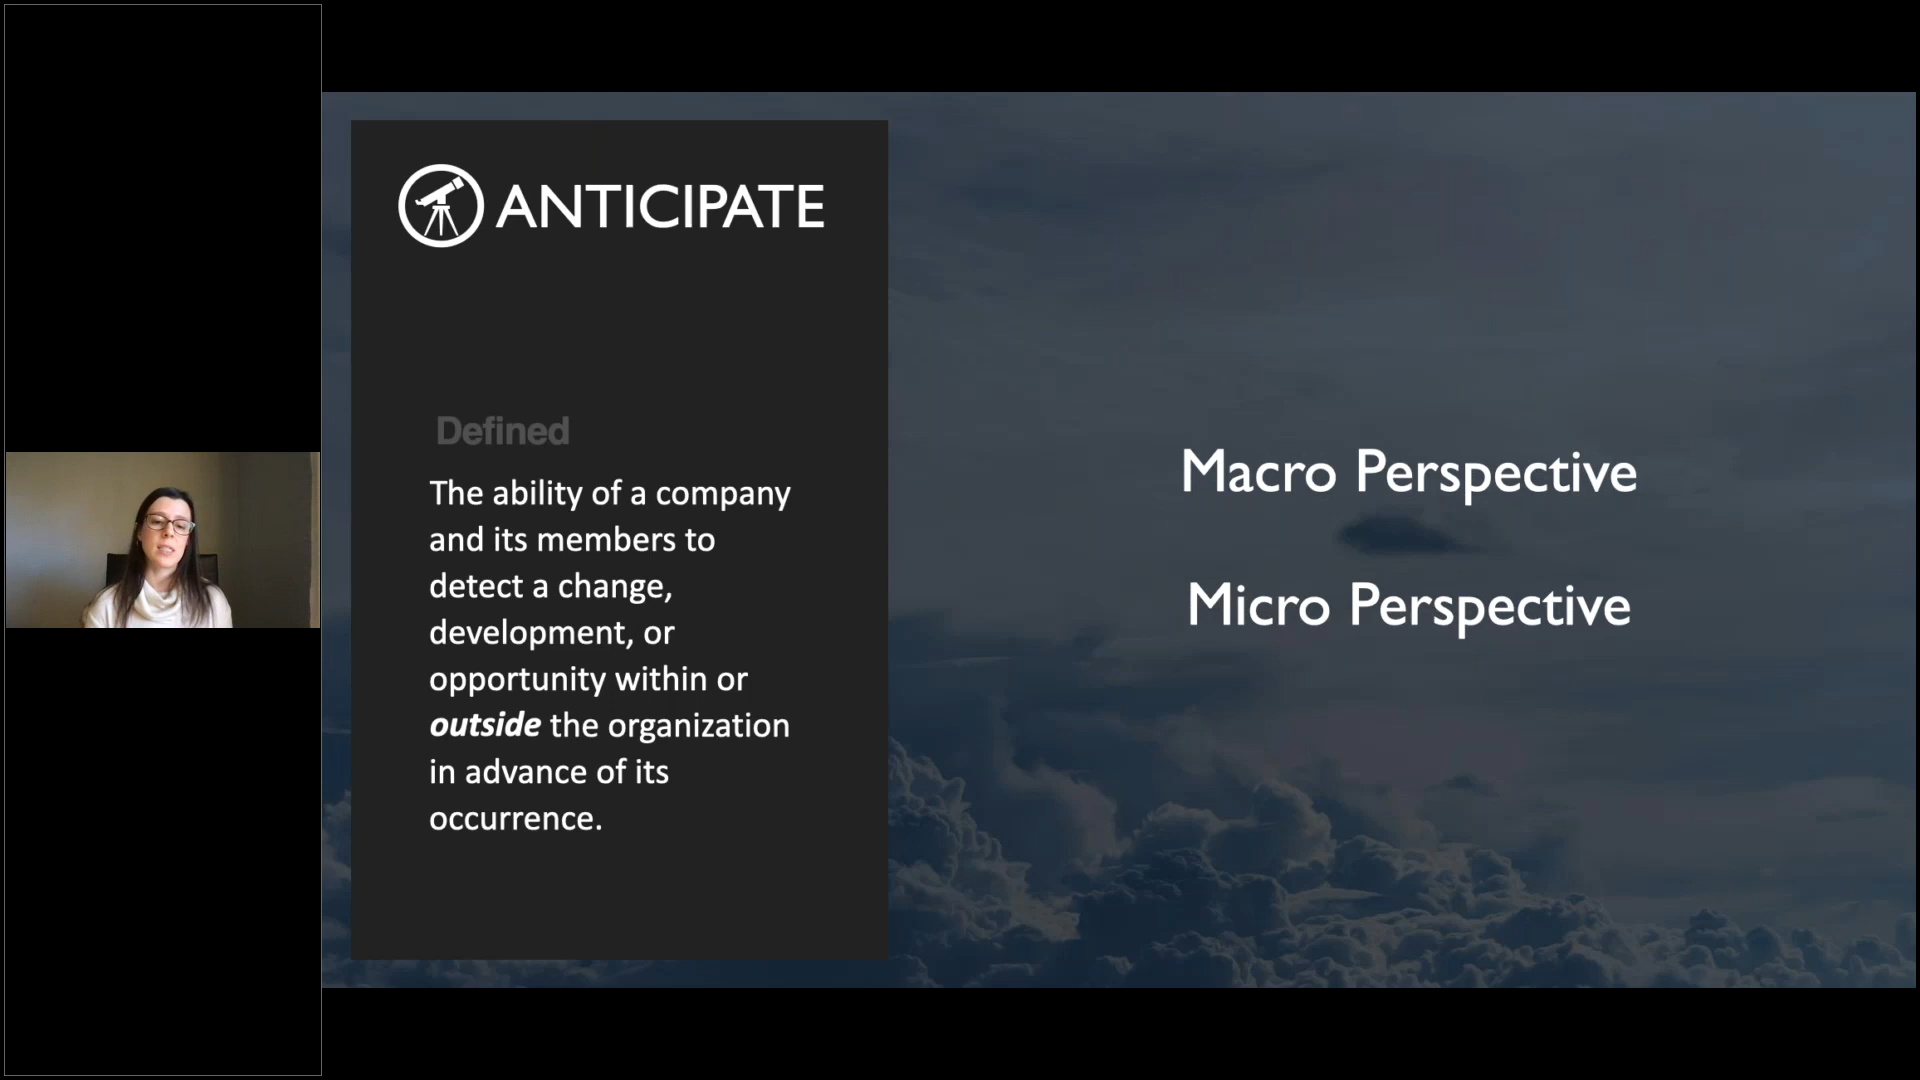 ANTICIPATE
Defined
The ability of a company
and its members to
detect a change,
development, or
opportunity within or
outside the organization
in advance of its
occurrence.
Macro Perspective
Micro Perspective